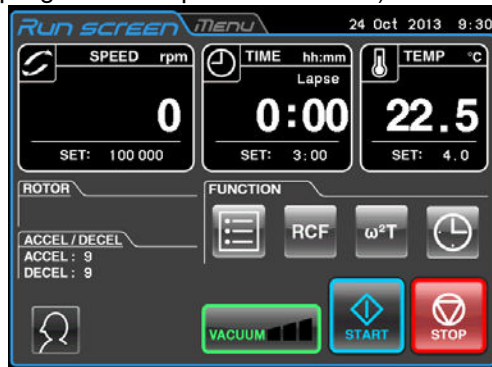 Run screen Menu 24 Oct 2013 9:30
SPEED rpm
0
SET: 100 000
TIME hh:mm
Lapse
0:00
SET: 3:00
TEMP °C
22.5
SET: 4.0
ROTOR
ACCEL/DECEL
ACCEL: 9
DECEL: 9
FUNCTION
RCF
ω²T
VACUUM
START
STOP